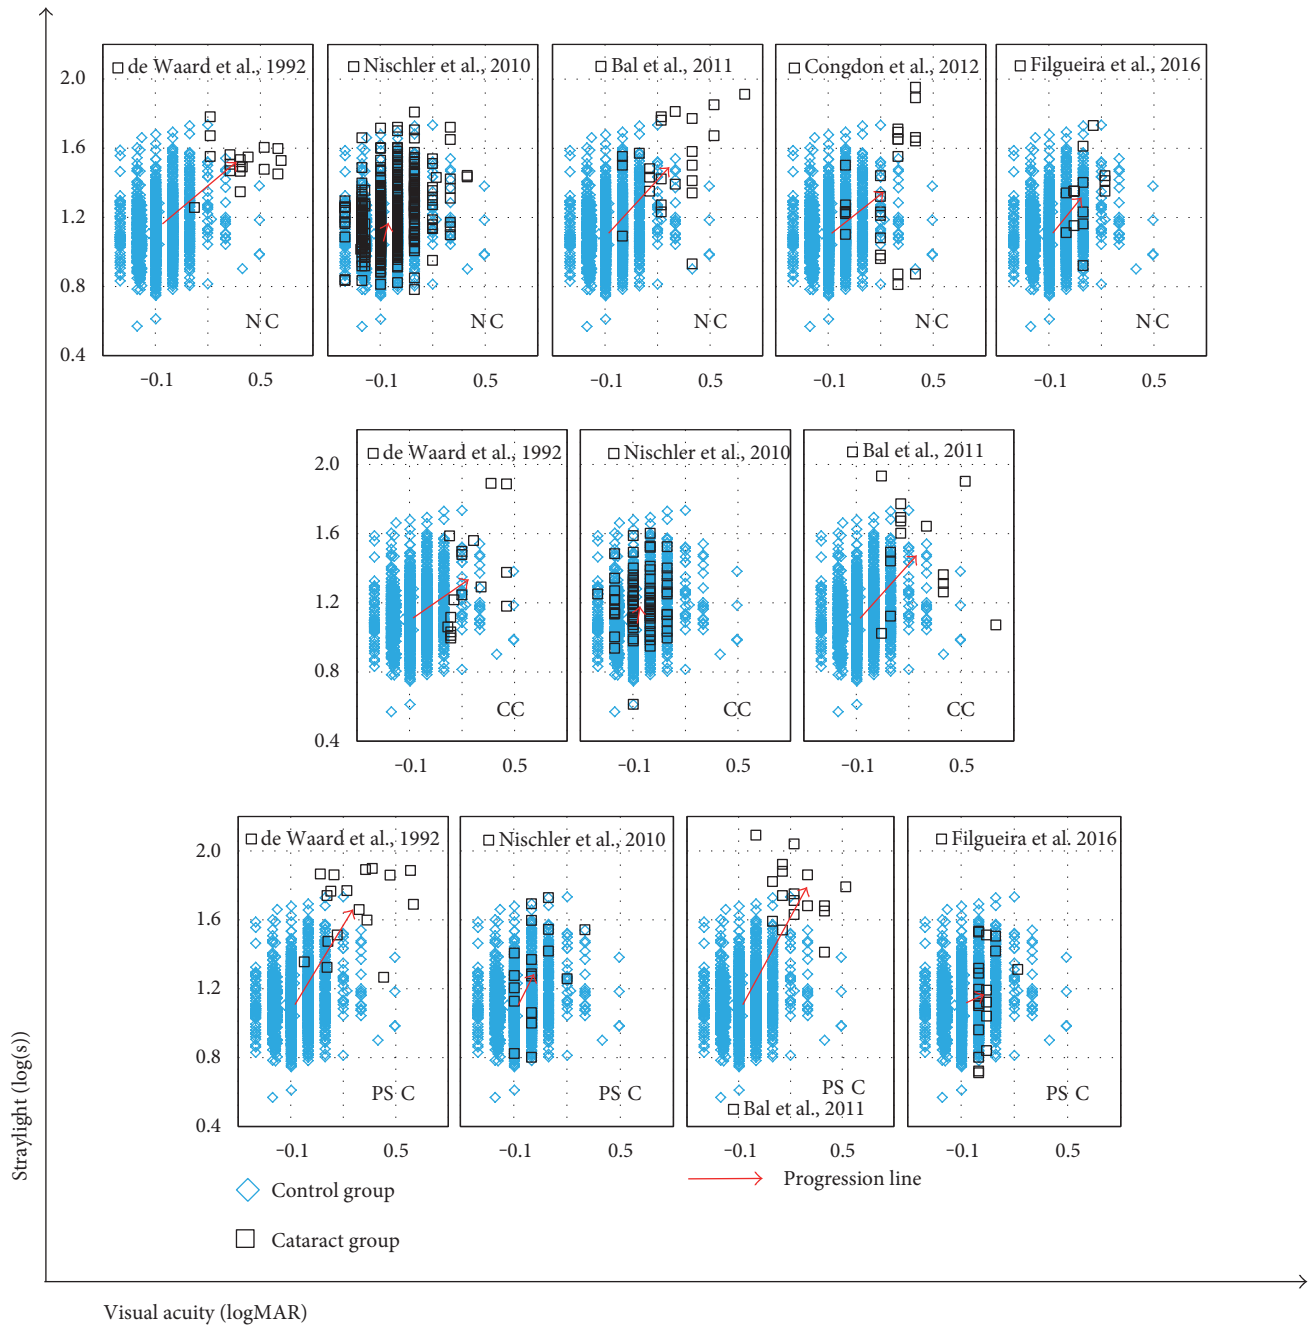 de Waard et al., 1992
Nischler et al., 2010
Bal et al., 2011
Congdon et al., 2012
Filgueira et al., 2016
2.0
1.6
1.2
0.8
0.4
NC
NC
NC
NC
NC
−0.1 0.5
−0.1 0.5
−0.1 0.5
−0.1 0.5
−0.1 0.5
de Waard et al., 1992
Nischler et al., 2010
Bal et al., 2011
2.0
1.6
1.2
0.8
0.4
CC
CC
CC
−0.1 0.5
−0.1 0.5
−0.1 0.5
de Waard et al., 1992
Nischler et al., 2010
Filgueira et al. 2016
2.0
1.6
1.2
0.8
0.4
PS C
PS C
PS C
Bal et al., 2011
PS C
−0.1 0.5
−0.1 0.5
−0.1 0.5
−0.1 0.5
Straylight (log(s))
Control group
Cataract group
Progression line
Visual acuity (logMAR)